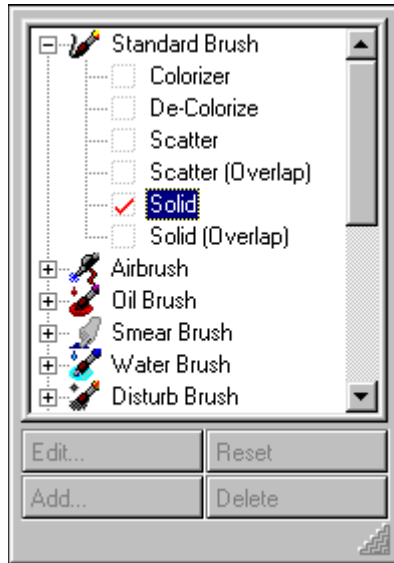 Standard Brush
Colorizer
De-Colorize
Scatter
Scatter (Overlap)
Solid
Solid (Overlap)
Airbrush
Oil Brush
Smear Brush
Water Brush
Disturb Brush
Edit... Reset
Add... Delete